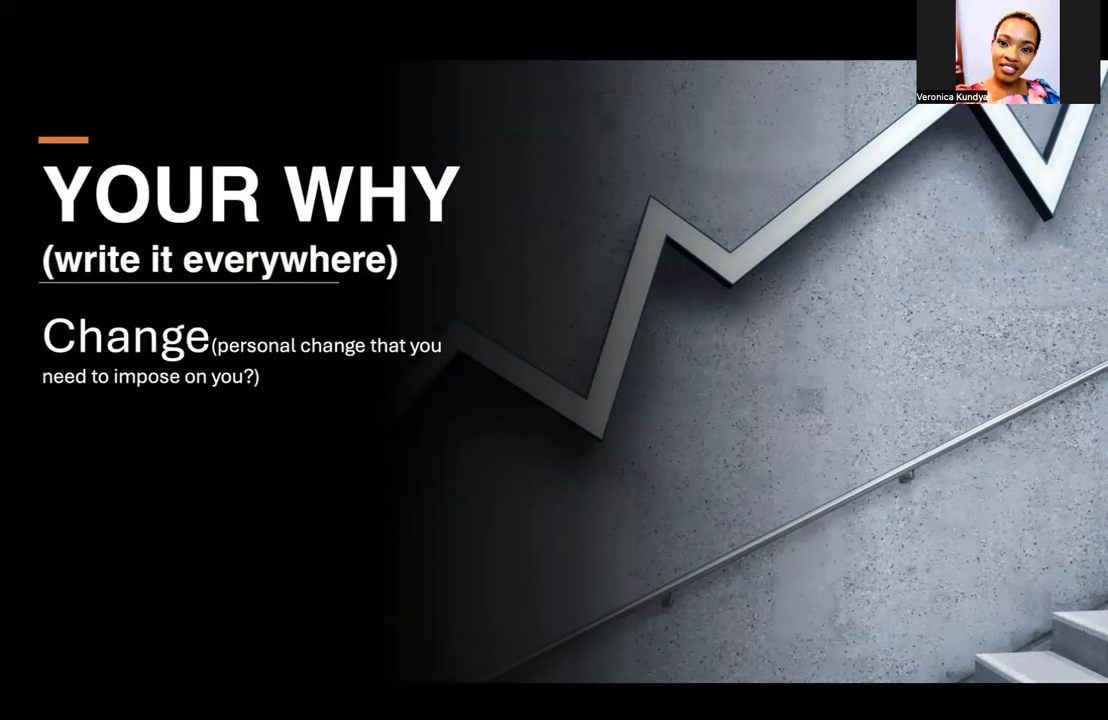 Veronica Kundya
YOUR WHY
(write it everywhere)
Change(personal change that you
need to impose on you?)